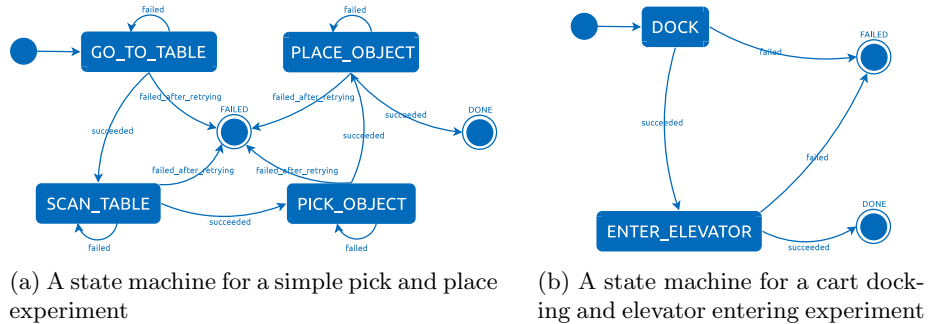 failed
failed
GO_TO_TABLE
PLACE_OBJECT
failed_after_retrying
failed_after_retrying
FAILED
DONE
succeeded
succeeded
succeeded
failed_after_retrying
failed_after_retrying
SCAN_TABLE
PICK_OBJECT
succeeded
failed
failed
(a) A state machine for a simple pick and place
experiment
DOCK
FAILED
failed
succeeded
failed
DONE
ENTER_ELEVATOR
succeeded
(b) A state machine for a cart dock-
ing and elevator entering experiment